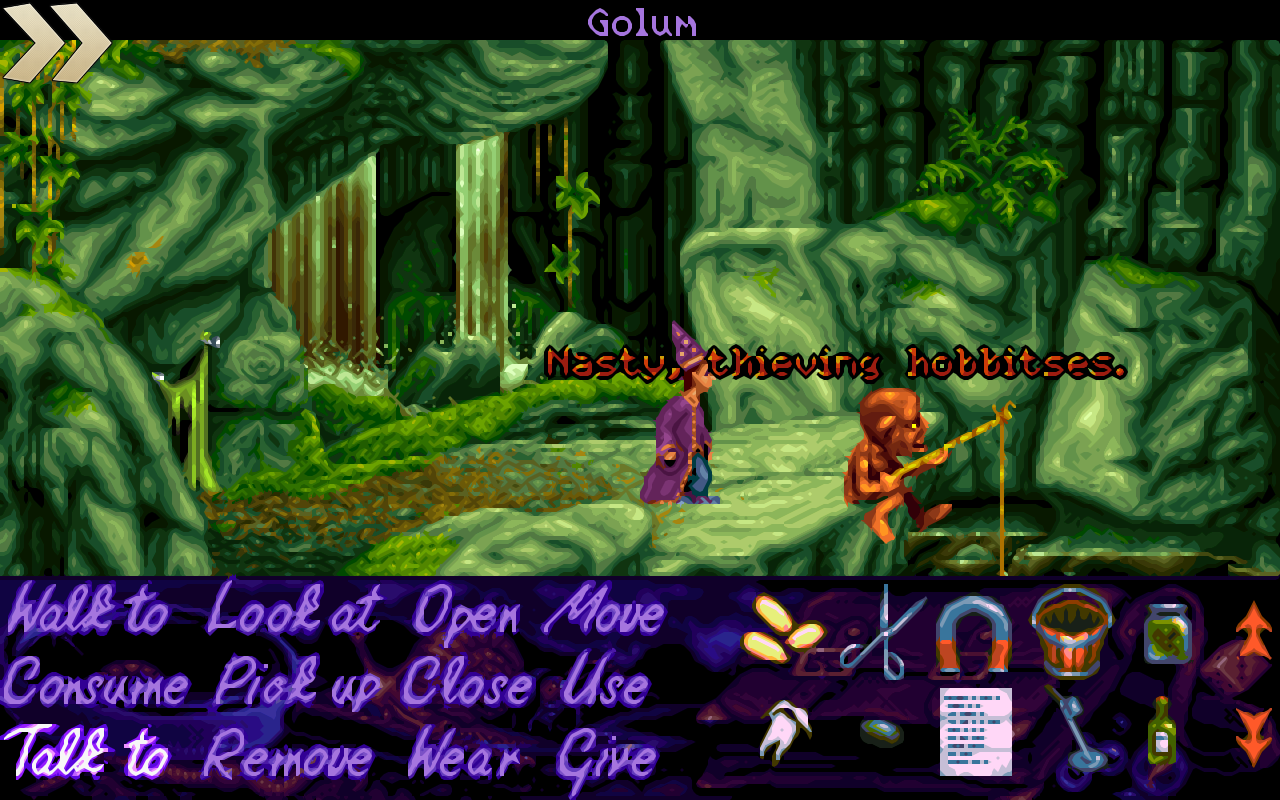 Golum
Nasty, thieving hobbitses.
Walk to Look at Open Move
Consume Pick up Close Use
Talk to Remove Wear Give